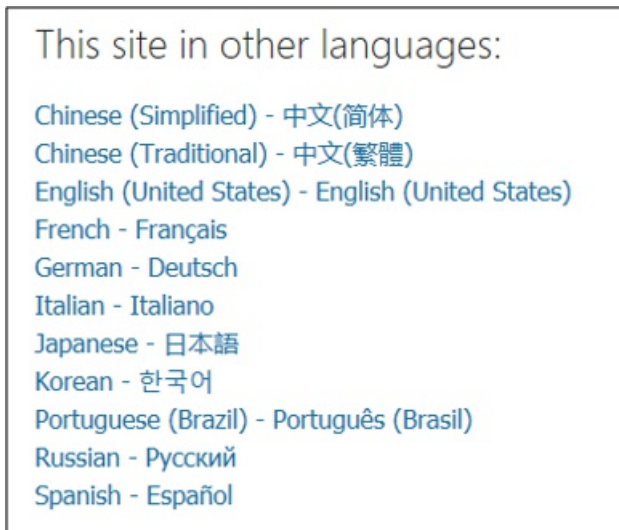 This site in other languages:
Chinese (Simplified) - 中文(简体)
Chinese (Traditional) - 中文(繁體)
English (United States) - English (United States)
French - Français
German - Deutsch
Italian - Italiano
Japanese - 日本語
Korean - 한국어
Portuguese (Brazil) - Português (Brasil)
Russian - Русский
Spanish - Español